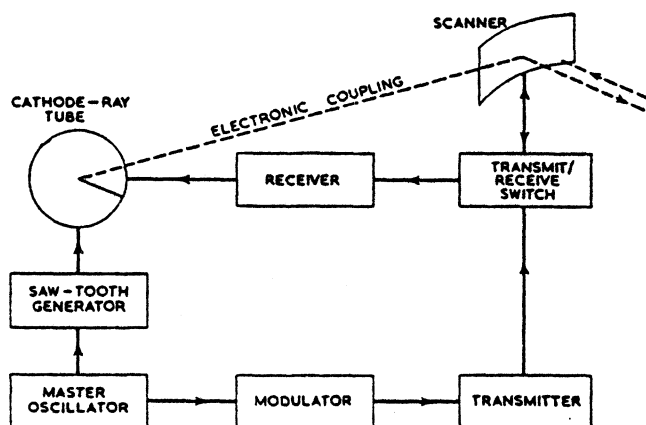 SCANNER
CATHODE-RAY
TUBE
ELECTRONIC COUPLING
RECEIVER
TRANSMIT/
RECEIVE
SWITCH
SAW-TOOTH
GENERATOR
MASTER
OSCILLATOR
MODULATOR
TRANSMITTER